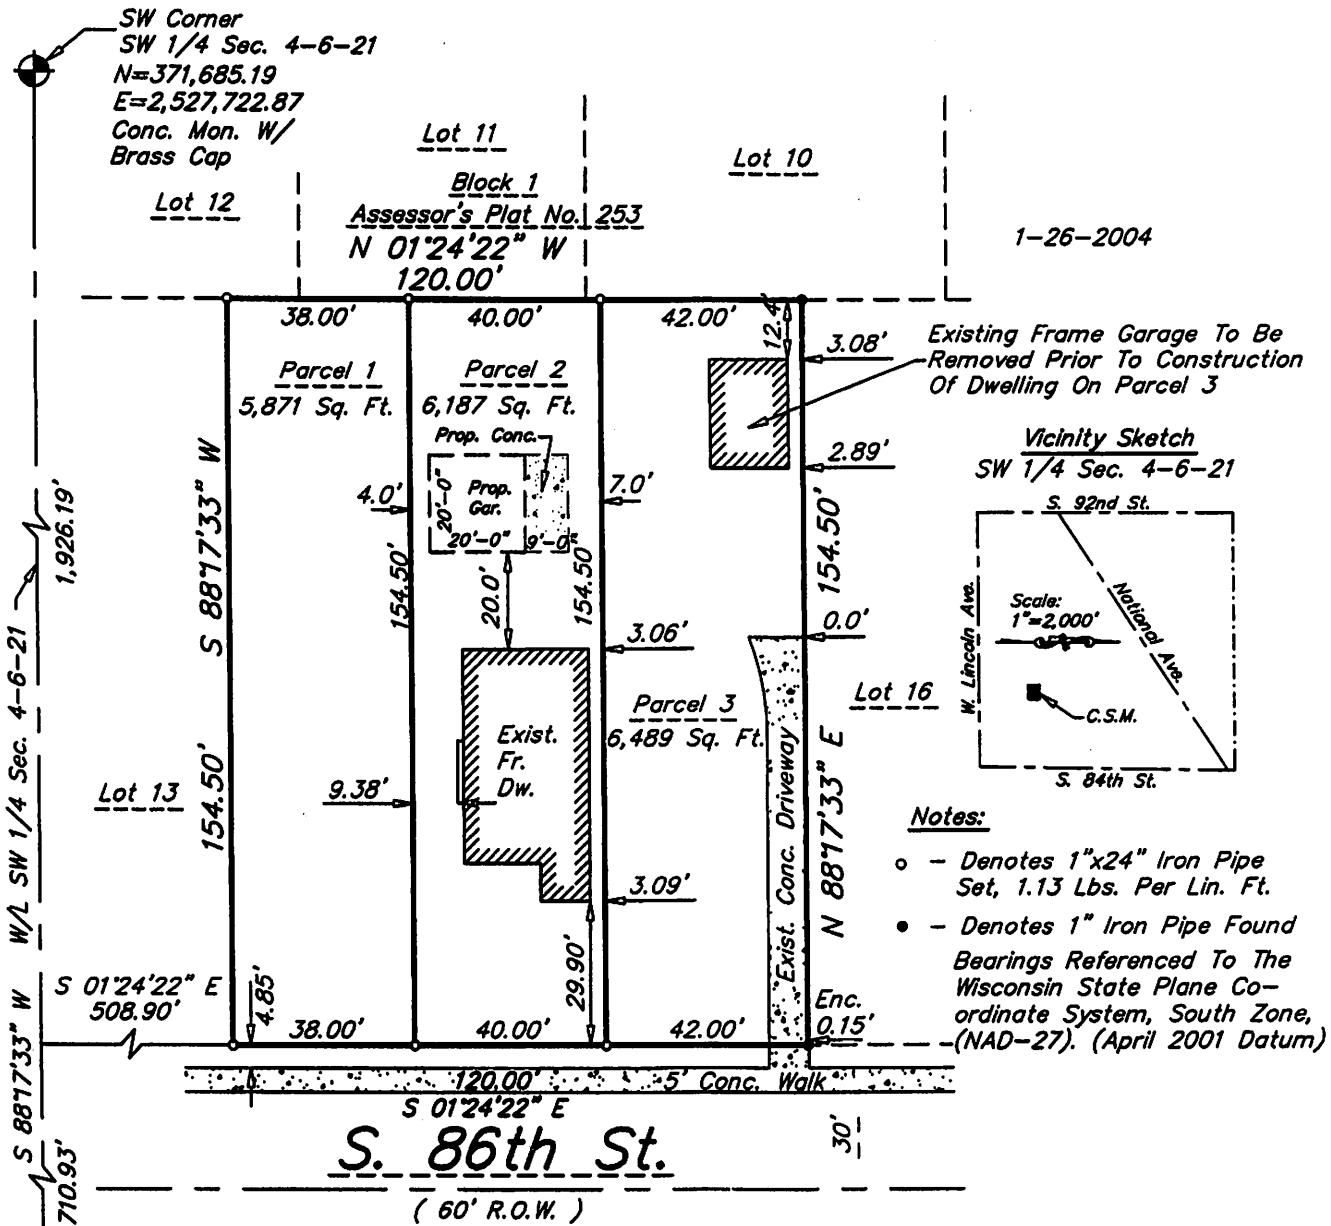 SW Corner
SW 1/4 Sec. 4-6-21
N=371,685.19
E=2,527,722.87
Conc. Mon. W/
Brass Cap
Lot 12
Lot 11
Block 1
Assessor's Plat No. 253
N 01°24'22" W
120.00'
Lot 10
1-26-2004
38.00'
40.00'
42.00'
12.4'
3.08'
Existing Frame Garage To Be
Removed Prior To Construction
Of Dwelling On Parcel 3
Parcel 1
5,871 Sq. Ft.
Parcel 2
6,187 Sq. Ft.
Prop. Conc.
Prop.
Gar.
20'-0"
20'-0"
9'-0"
4.0'
7.0'
2.89'
Vicinity Sketch
SW 1/4 Sec. 4-6-21
S. 92nd St.
W. Lincoln Ave.
National Ave.
Scale:
1"=2,000'
C.S.M.
S. 84th St.
1,926.19'
W/L SW 1/4 Sec. 4-6-21
S 88°17'33" W
710.93'
S 88°17'33" W
154.50'
154.50'
154.50'
20.0'
154.50'
N 88°17'33" E
0.0'
3.06'
Parcel 3
6,489 Sq. Ft.
Lot 16
Exist.
Fr.
Dw.
9.38'
Lot 13
3.09'
Exist. Conc. Driveway
29.90'
4.85'
S 01°24'22" E
508.90'
38.00'
40.00'
42.00'
Enc.
0.15'
Notes:
o - Denotes 1"x24" Iron Pipe
Set, 1.13 Lbs. Per Lin. Ft.
● - Denotes 1" Iron Pipe Found
Bearings Referenced To The
Wisconsin State Plane Co-
ordinate System, South Zone,
(NAD-27). (April 2001 Datum)
120.00'
5' Conc. Walk
S 01°24'22" E
S. 86th St.
( 60' R.O.W. )
30'